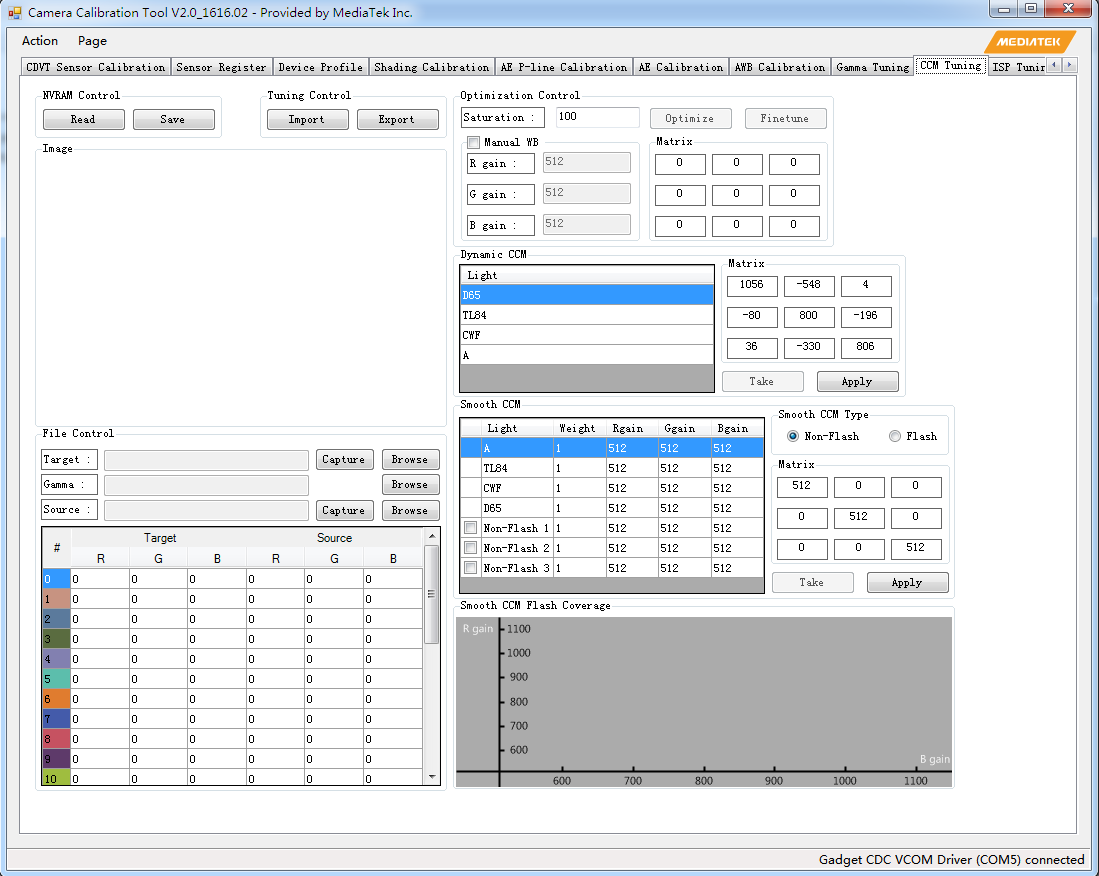 Camera Calibration Tool V2.0_1616.02 - Provided by MediaTek Inc.
Action Page
MEDIATEK
CDVT Sensor Calibration Sensor Register Device Profile Shading Calibration AE P-line Calibration AE Calibration AWB Calibration Gamma Tuning CCM Tuning ISP Tunin
NVRAM Control
Read Save
Tuning Control
Import Export
Image
File Control
Target : Capture Browse
Gamma : Browse
Source : Capture Browse
# Target Source
R G B R G B
0 0 0 0 0 0 0
1 0 0 0 0 0 0
2 0 0 0 0 0 0
3 0 0 0 0 0 0
4 0 0 0 0 0 0
5 0 0 0 0 0 0
6 0 0 0 0 0 0
7 0 0 0 0 0 0
8 0 0 0 0 0 0
9 0 0 0 0 0 0
10 0 0 0 0 0 0
Optimization Control
Saturation : 100 Optimize Finetune
Manual WB
R gain : 512
G gain : 512
B gain : 512
Matrix
0 0 0
0 0 0
0 0 0
Dynamic CCM
Light
D65
TL84
CWF
A
Matrix
1056 -548 4
-80 800 -196
36 -330 806
Take Apply
Smooth CCM
Light Weight Rgain Ggain Bgain
A 1 512 512 512
TL84 1 512 512 512
CWF 1 512 512 512
D65 1 512 512 512
Non-Flash 1 1 512 512 512
Non-Flash 2 1 512 512 512
Non-Flash 3 1 512 512 512
Smooth CCM Type
Non-Flash Flash
Matrix
512 0 0
0 512 0
0 0 512
Take Apply
Smooth CCM Flash Coverage
R gain 1100
1000
900
800
700
600
B gain
600 700 800 900 1000 1100
Gadget CDC VCOM Driver (COM5) connected